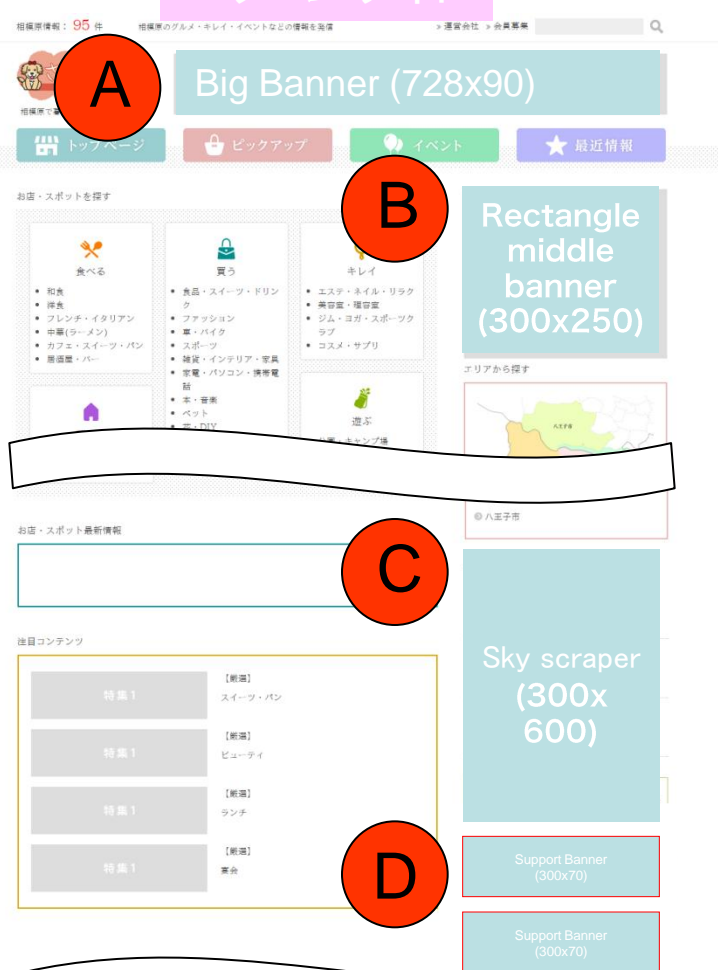 相模原情報： 95 件
相模原のグルメ・キレイ・イベントなどの情報を発信
» 運営会社 » 会員募集
A
Big Banner (728x90)
相模原で暮
トップページ
ピックアップ
イベント
最近情報
お店・スポットを探す
B
Rectangle
middle
banner
(300x250)
食べる
和食
洋食
フレンチ・イタリアン
中華(ラーメン)
カフェ・スイーツ・パン
居酒屋・バー
買う
食品・スイーツ・ドリン
ク
ファッション
車・バイク
スポーツ
雑貨・インテリア・家具
家電・パソコン・携帯電
話
本・音楽
ペット
花・DIY
キレイ
エステ・ネイル・リラク
美容室・理容室
ジム・ヨガ・スポーツク
ラブ
コスメ・サプリ
遊ぶ
公園・キャンプ場
エリアから探す
八王子市
◎ 八王子市
お店・スポット最新情報
C
注目コンテンツ
特集1
【厳選】
スイーツ・パン
特集1
【厳選】
ビューティ
特集1
【厳選】
ランチ
特集1
【厳選】
宴会
Sky scraper
(300x
600)
D
Support Banner
(300x70)
Support Banner
(300x70)